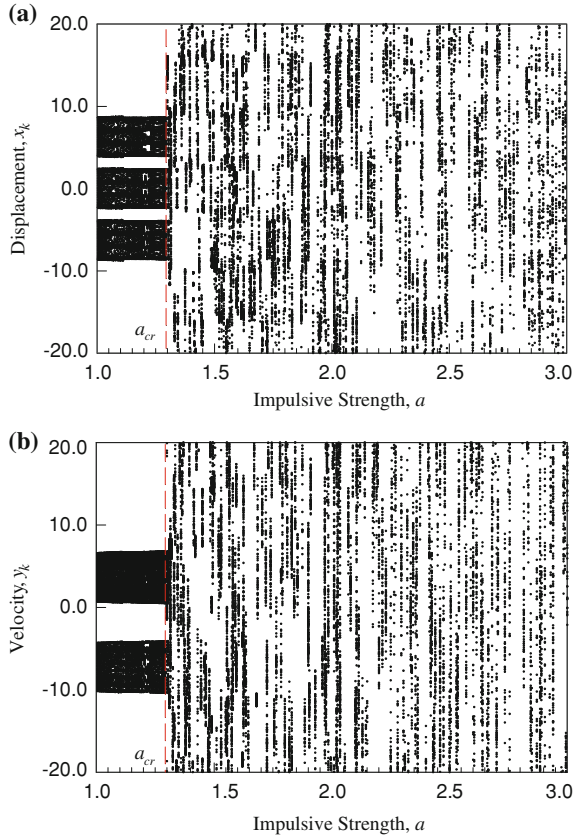 (a)
20.0
10.0
0.0
-10.0
-20.0
Displacement, x_k
a_cr
1.0 1.5 2.0 2.5 3.0
Impulsive Strength, a
(b)
20.0
10.0
0.0
-10.0
-20.0
Velocity, y_k
a_cr
1.0 1.5 2.0 2.5 3.0
Impulsive Strength, a